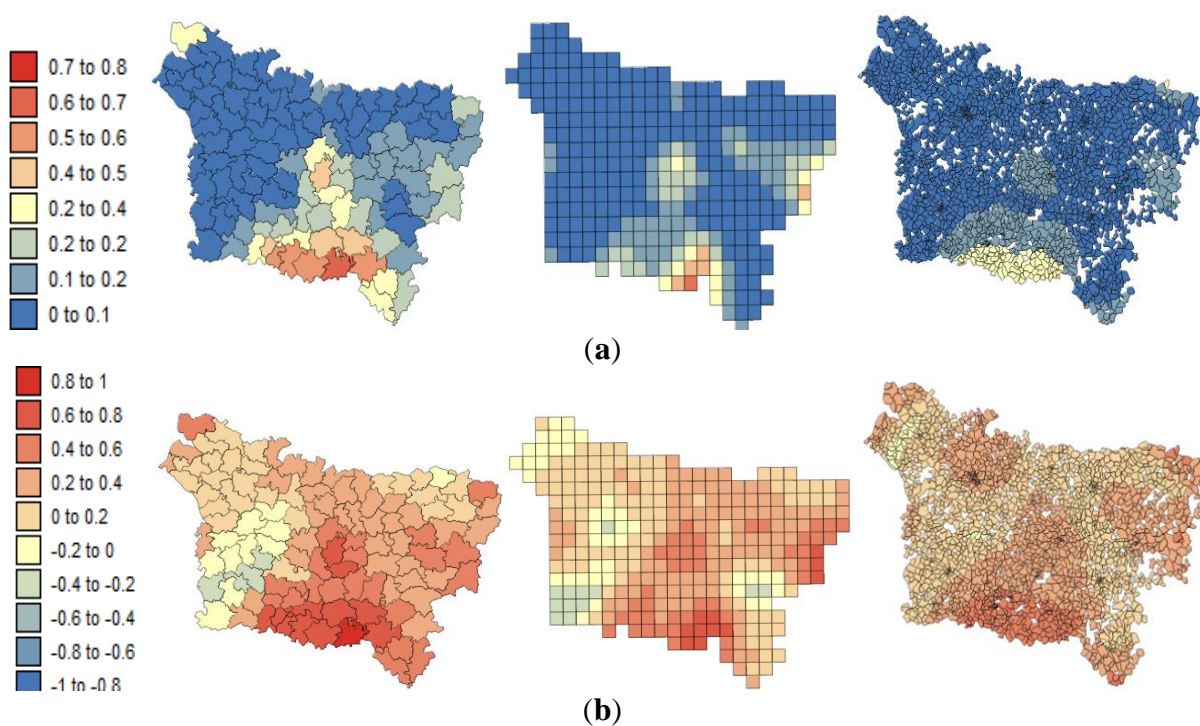 0.7 to 0.8
0.6 to 0.7
0.5 to 0.6
0.4 to 0.5
0.2 to 0.4
0.2 to 0.2
0.1 to 0.2
0 to 0.1
(a)
0.8 to 1
0.6 to 0.8
0.4 to 0.6
0.2 to 0.4
0 to 0.2
-0.2 to 0
-0.4 to -0.2
-0.6 to -0.4
-0.8 to -0.6
-1 to -0.8
(b)